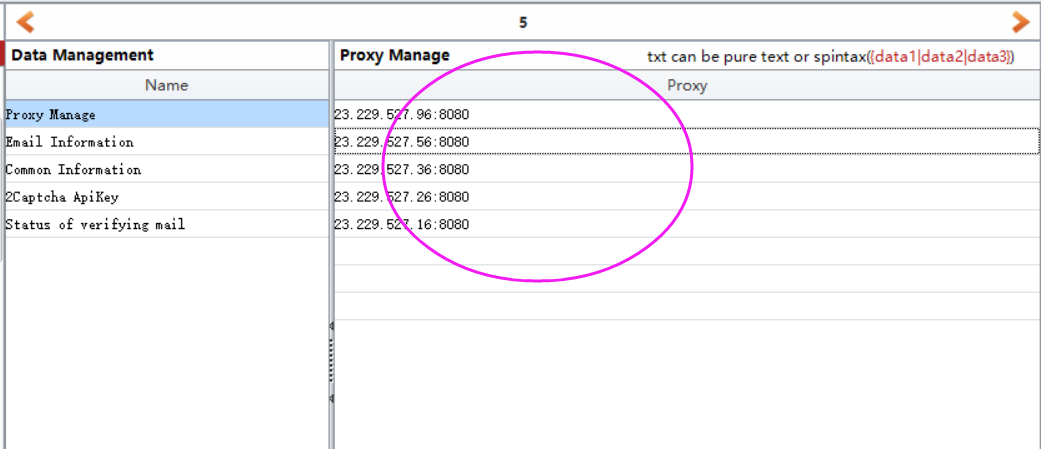 5
Data Management
Proxy Manage txt can be pure text or spintax({data1|data2|data3})
Name
Proxy
Proxy Manage
23.229.527.96:8080
Email Information
23.229.527.56:8080
Common Information
23.229.527.36:8080
2Captcha ApiKey
23.229.527.26:8080
Status of verifying mail
23.229.527.16:8080